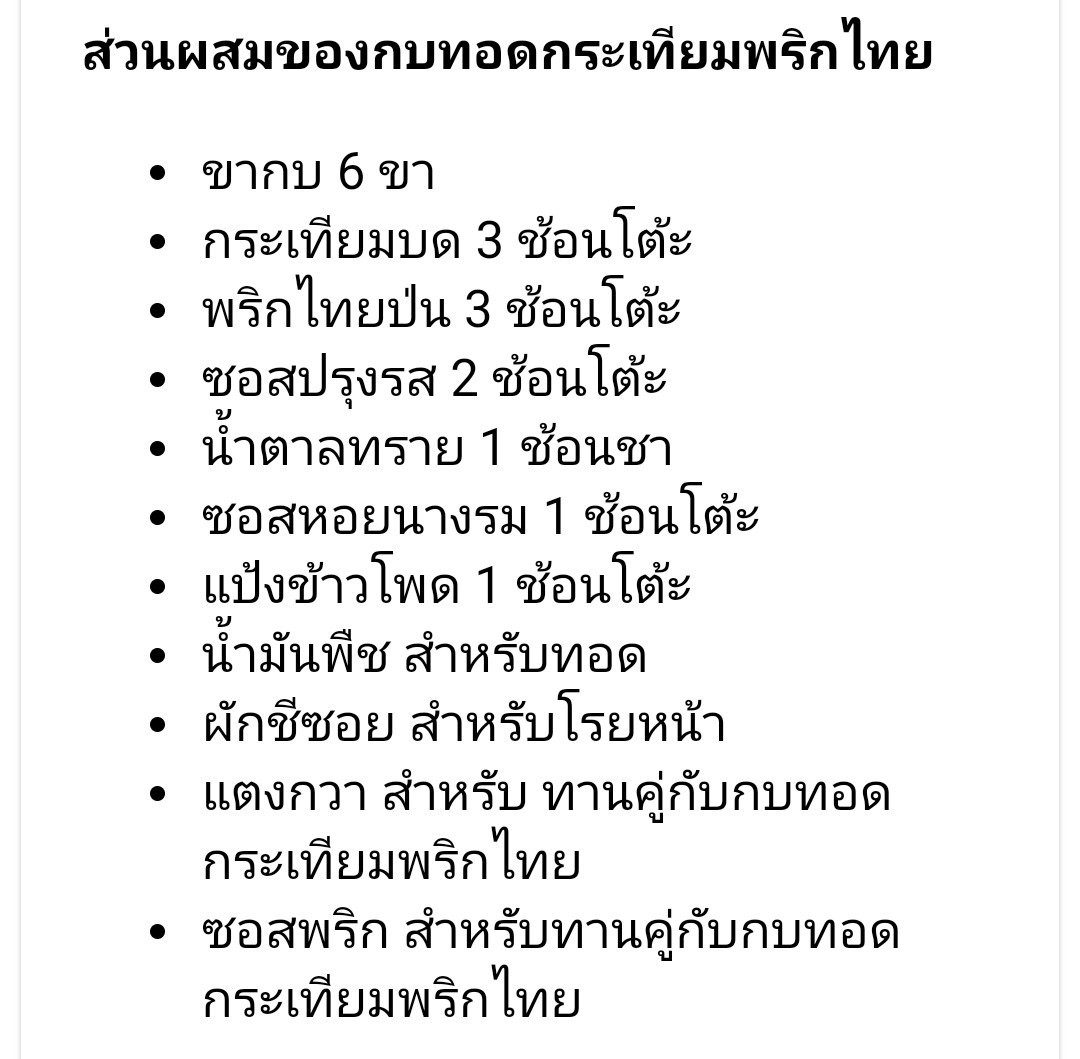 ส่วนผสมของกบทอดกระเทียมพริกไทย
• ขากบ 6 ขา
• กระเทียมบด 3 ช้อนโต้ะ
• พริกไทยป่น 3 ช้อนโต้ะ
• ซอสปรุงรส 2 ช้อนโต้ะ
• น้ำตาลทราย 1 ช้อนชา
• ซอสหอยนางรม 1 ช้อนโต้ะ
• แป้งข้าวโพด 1 ช้อนโต้ะ
• น้ำมันพืช สำหรับทอด
• ผักชีซอย สำหรับโรยหน้า
• แตงกวา สำหรับ ทานคู่กับกบทอด
กระเทียมพริกไทย
• ซอสพริก สำหรับทานคู่กับกบทอด
กระเทียมพริกไทย